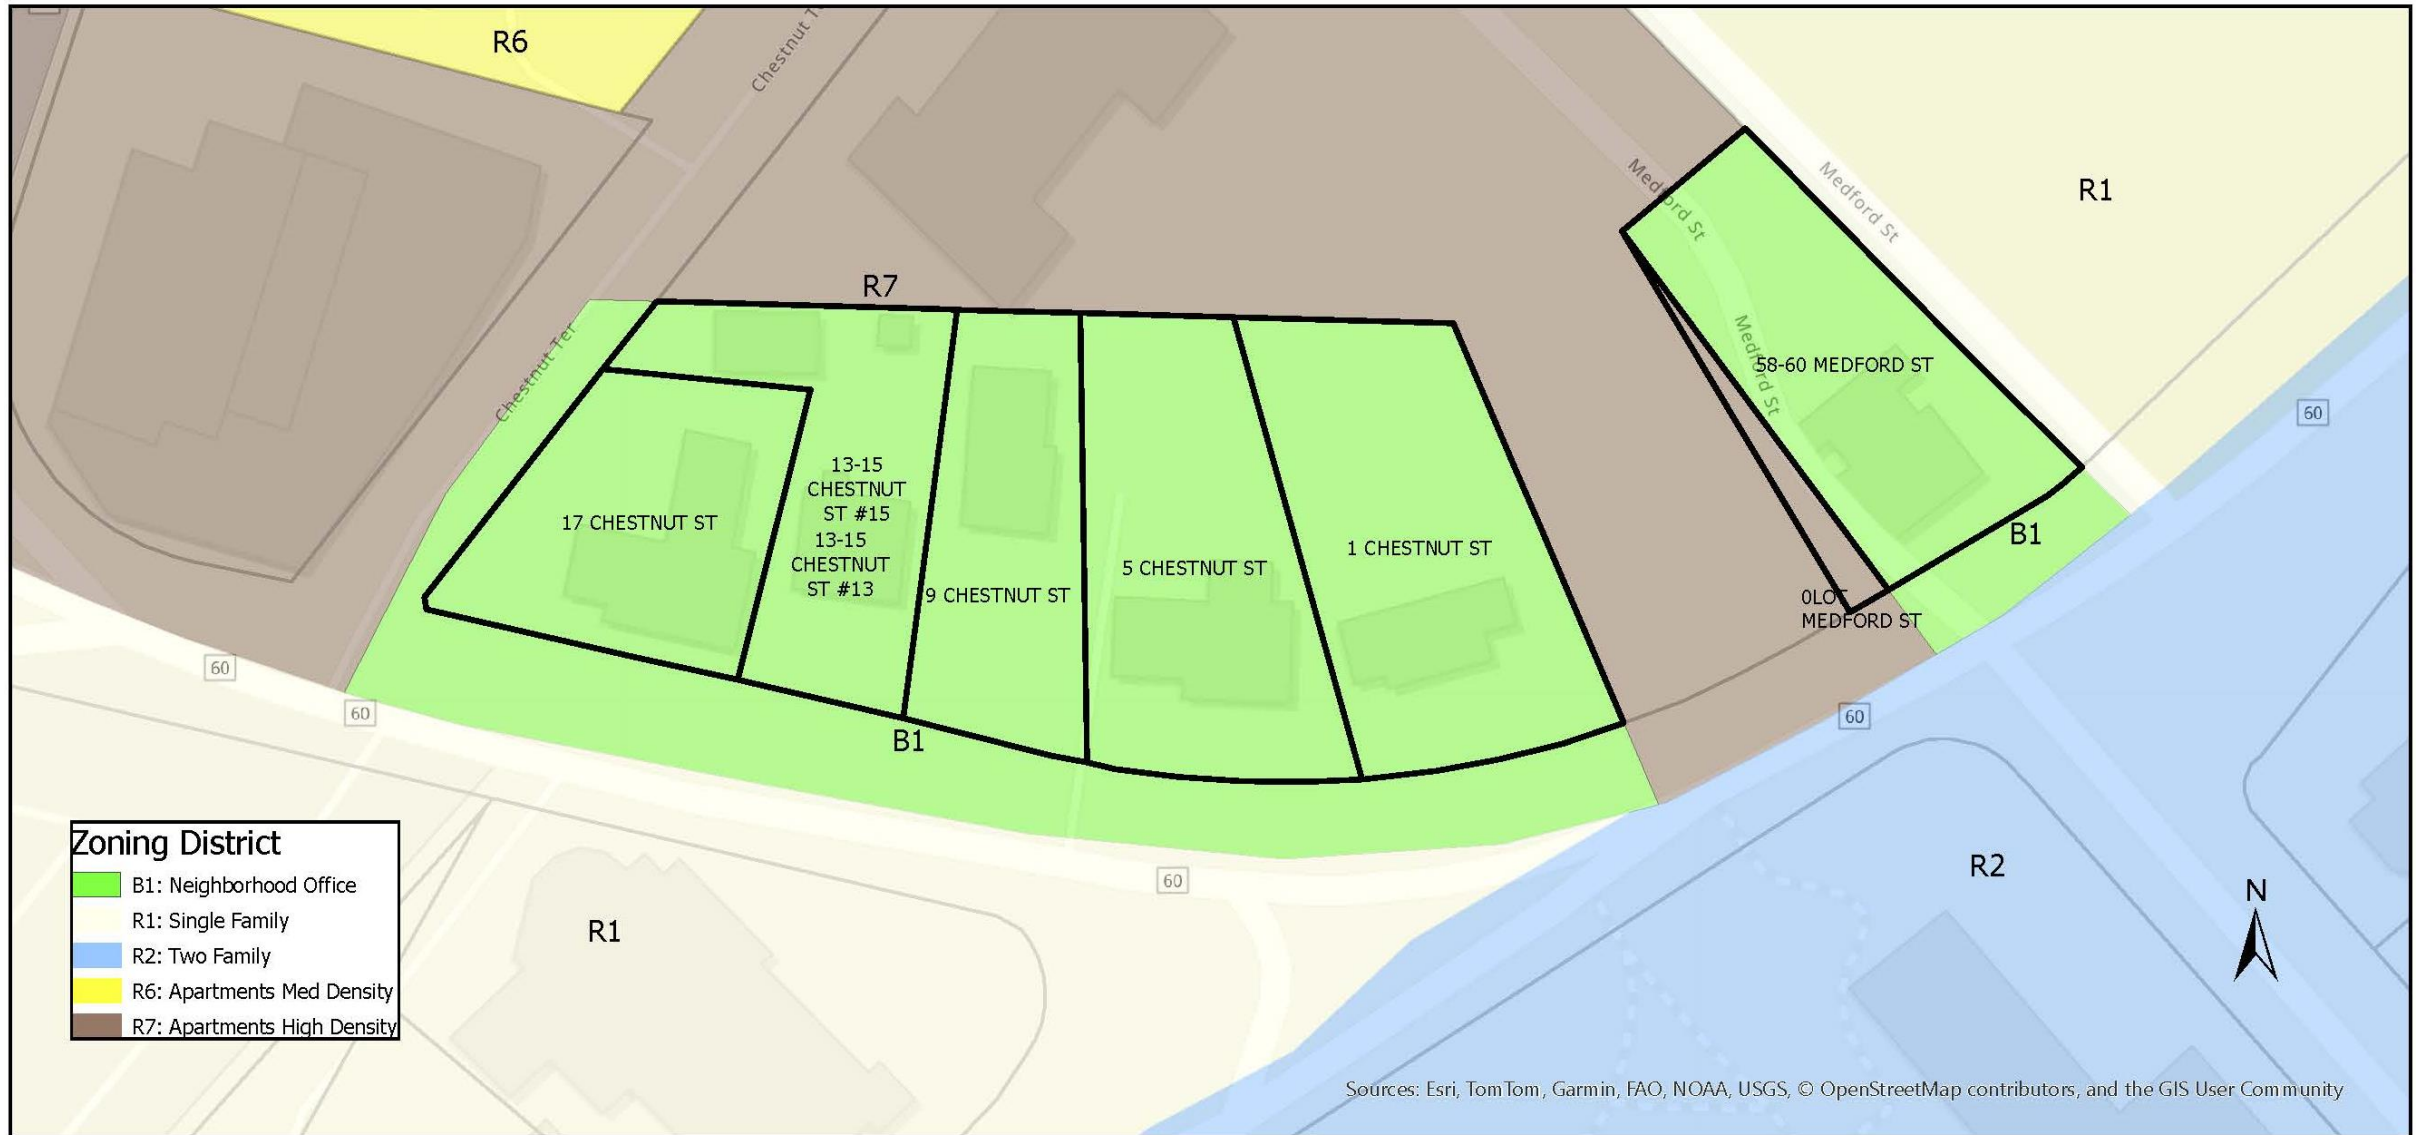 R6
Chestnut T
R1
Medford St
Medford St
R7
Chestnut Ter
Medford St
58-60 MEDFORD ST
60
13-15
CHESTNUT
ST #15
13-15
CHESTNUT
ST #13
17 CHESTNUT ST
9 CHESTNUT ST
5 CHESTNUT ST
1 CHESTNUT ST
B1
0LOT
MEDFORD ST
60
60
60
B1
60
R2
R1
Zoning District
B1: Neighborhood Office
R1: Single Family
R2: Two Family
R6: Apartments Med Density
R7: Apartments High Density
N
Sources: Esri, TomTom, Garmin, FAO, NOAA, USGS, © OpenStreetMap contributors, and the GIS User Community